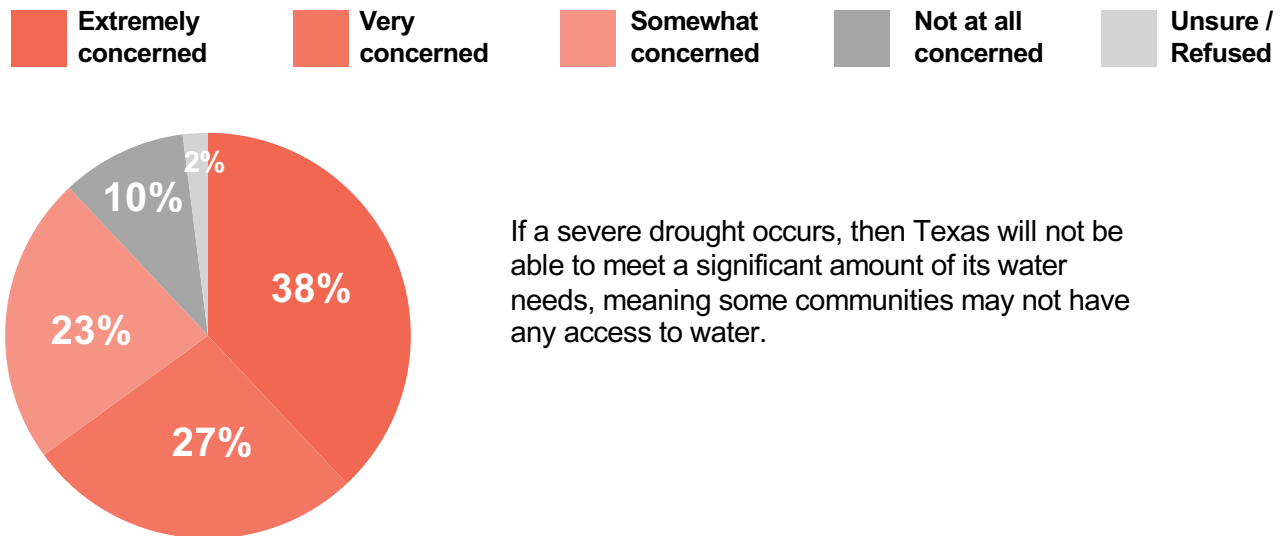 Extremely
concerned
Very
concerned
Somewhat
concerned
Not at all
concerned
Unsure /
Refused
2%
10%
38%
23%
27%
If a severe drought occurs, then Texas will not be
able to meet a significant amount of its water
needs, meaning some communities may not have
any access to water.